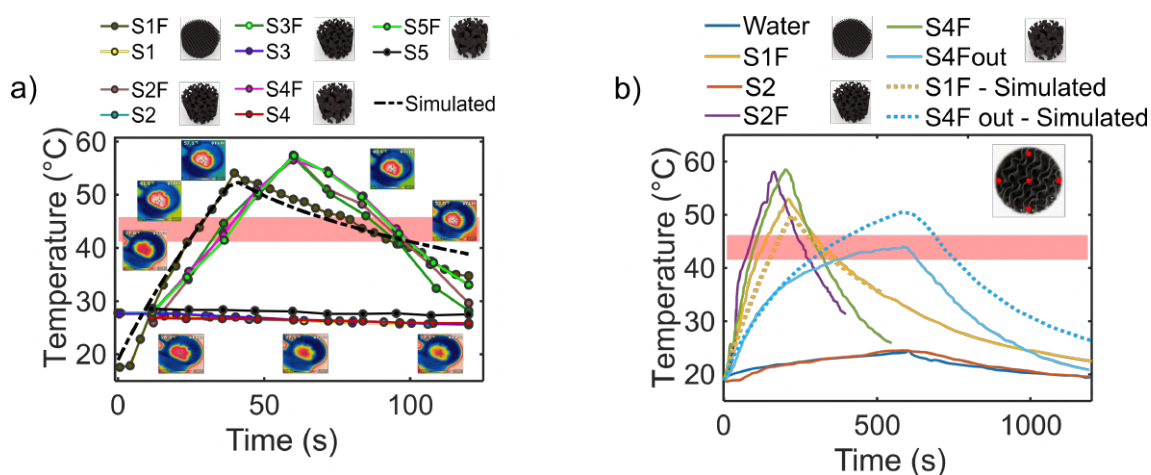 S1F S3F S5F
S1 S3 S5
a)
S2F S4F Simulated
S2 S4
Temperature (°C)
60
50
40
30
20
0 50 100
Time (s)
b)
Water S4F
S1F S4Fout
S2 S1F - Simulated
S2F S4F out - Simulated
Temperature (°C)
60
50
40
30
20
0 500 1000
Time (s)